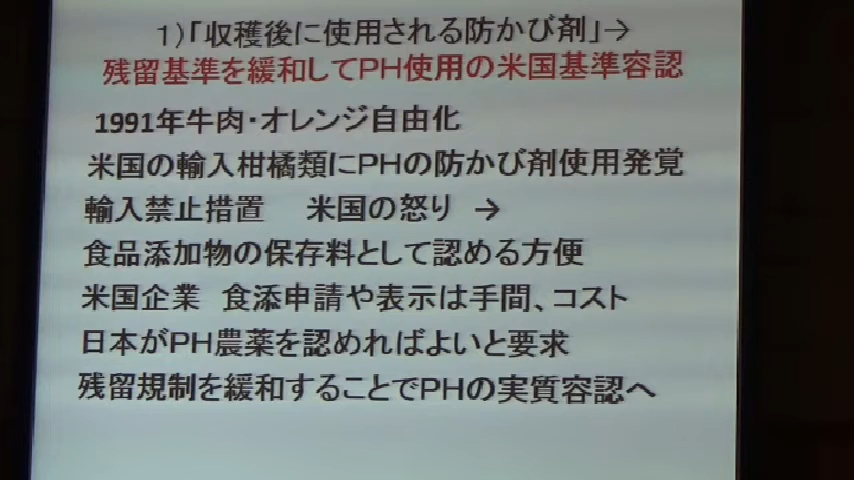 1）「収穫後に使用される防かび剤」→
残留基準を緩和してPH使用の米国基準容認
1991年牛肉・オレンジ自由化
米国の輸入柑橘類にPHの防かび剤使用発覚
輸入禁止措置　米国の怒り　→
食品添加物の保存料として認める方便
米国企業　食添申請や表示は手間、コスト
日本がPH農薬を認めればよいと要求
残留規制を緩和することでPHの実質容認へ